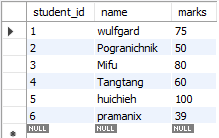 student_id name marks
1 wulfgard 75
2 Pogranichnik 50
3 Mifu 80
4 Tangtang 60
5 huichieh 100
6 pramanix 39
NULL NULL NULL